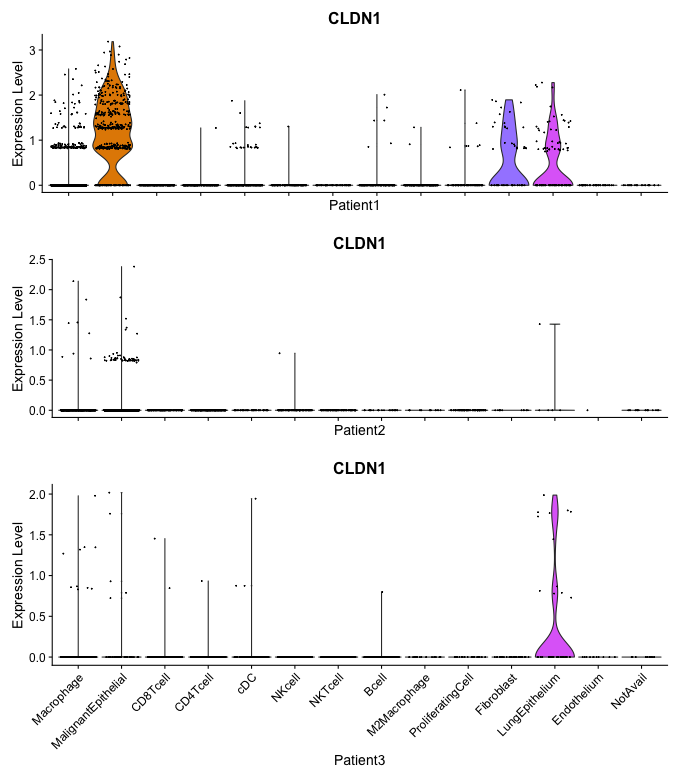 CLDN1
Expression Level
3
2
1
0
Patient1
CLDN1
Expression Level
2.5
2.0
1.5
1.0
0.5
0.0
Patient2
CLDN1
Expression Level
2.0
1.5
1.0
0.5
0.0
Macrophage
MalignantEpithelial
CD8Tcell
CD4Tcell
cDC
NKcell
NKTcell
Bcell
M2Macrophage
ProliferatingCell
Fibroblast
LungEpithelium
Endothelium
NotAvail
Patient3